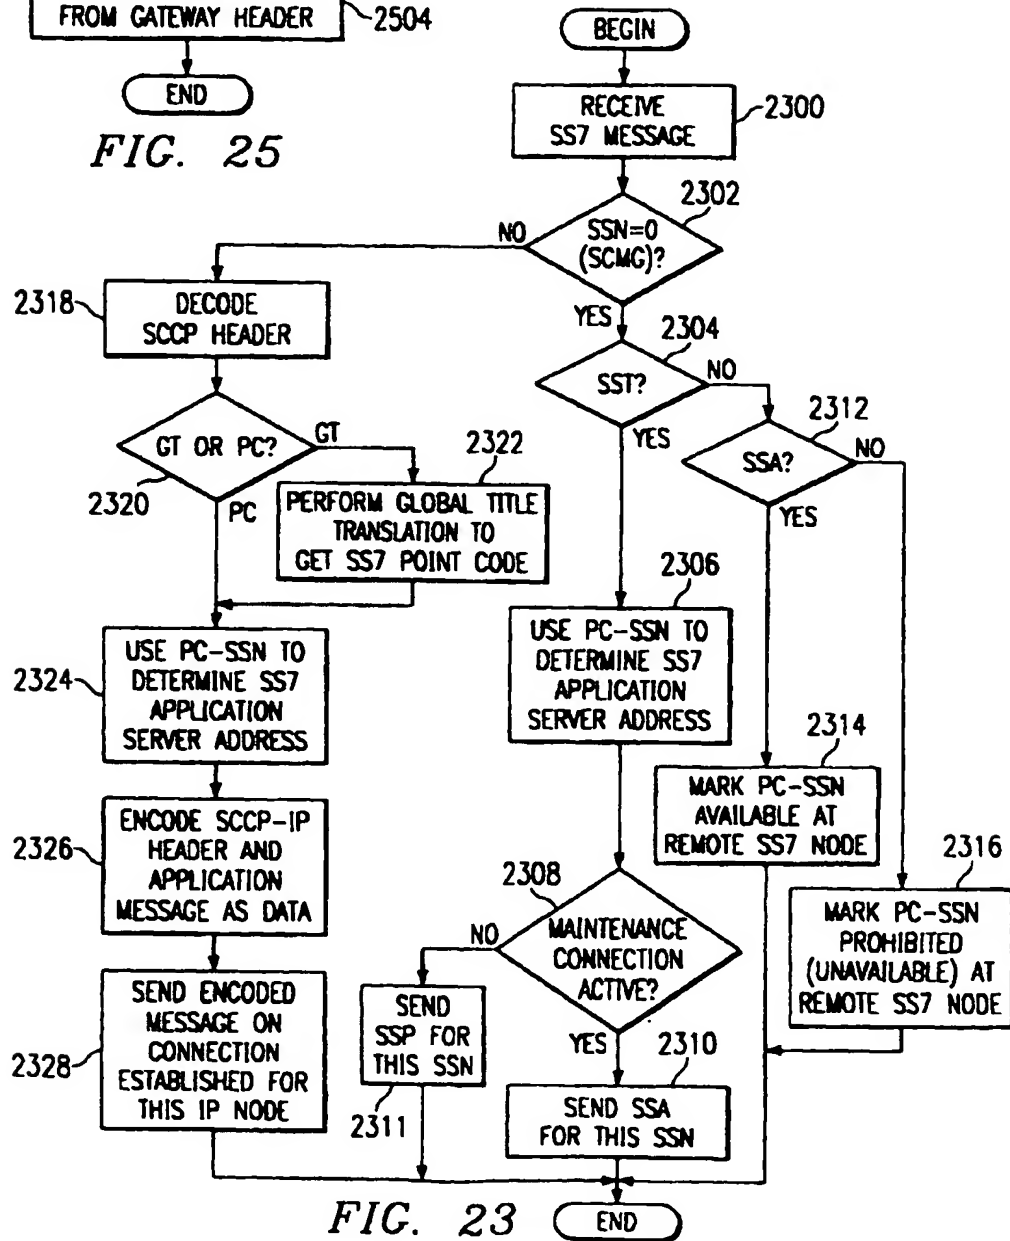 FROM GATEWAY HEADER
2504
END
FIG. 25
BEGIN
RECEIVE
SS7 MESSAGE
2300
2302
SSN=0
(SCMG)?
NO
YES
2318
DECODE
SCCP HEADER
2304
SST?
NO
YES
2312
SSA?
NO
YES
GT OR PC?
GT
2320
PC
2322
PERFORM GLOBAL TITLE
TRANSLATION TO
GET SS7 POINT CODE
2306
USE PC-SSN TO
DETERMINE SS7
APPLICATION
SERVER ADDRESS
2324
USE PC-SSN TO
DETERMINE SS7
APPLICATION
SERVER ADDRESS
2314
MARK PC-SSN
AVAILABLE AT
REMOTE SS7 NODE
2326
ENCODE SCCP-IP
HEADER AND
APPLICATION
MESSAGE AS DATA
2308
MAINTENANCE
CONNECTION
ACTIVE?
NO
YES
2316
MARK PC-SSN
PROHIBITED
(UNAVAILABLE) AT
REMOTE SS7 NODE
2328
SEND ENCODED
MESSAGE ON
CONNECTION
ESTABLISHED FOR
THIS IP NODE
SEND
SSP FOR
THIS SSN
2311
2310
SEND SSA
FOR THIS SSN
FIG. 23
END